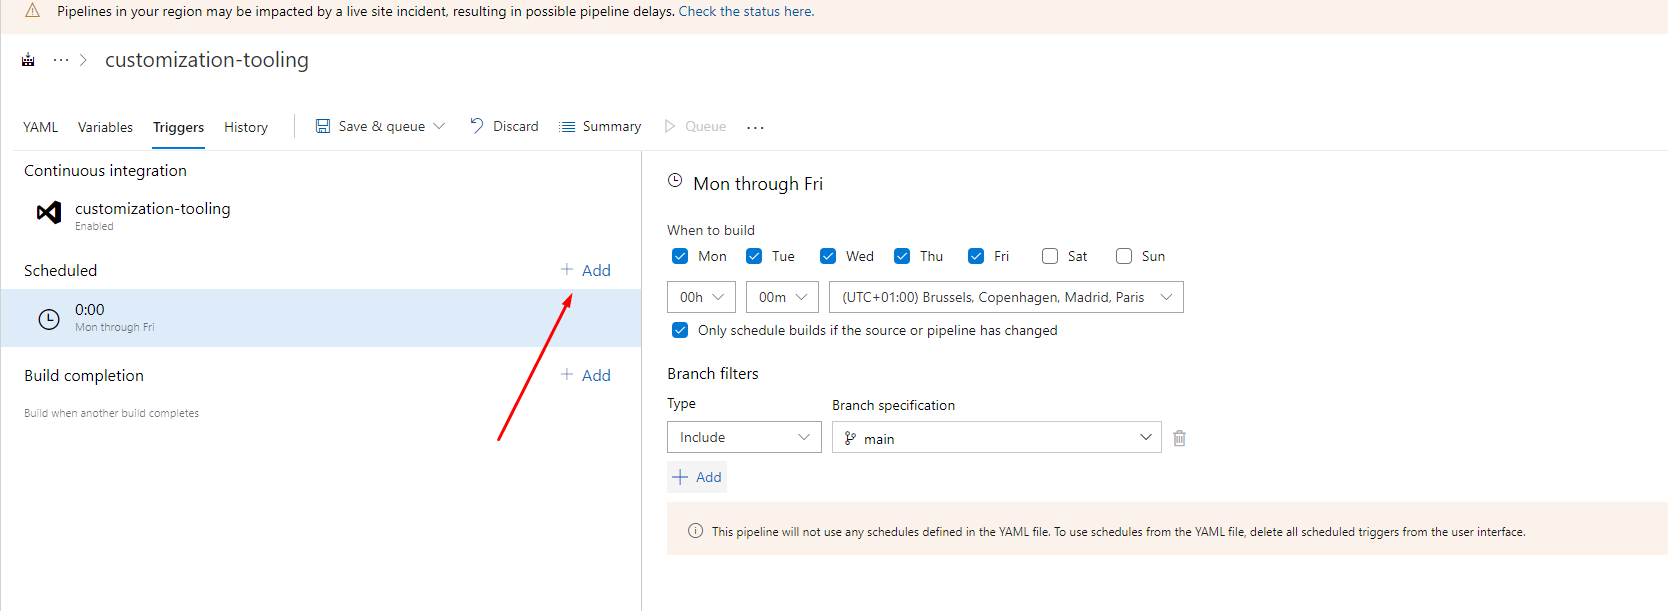 Pipelines in your region may be impacted by a live site incident, resulting in possible pipeline delays. Check the status here.
··· > customization-tooling
YAML Variables Triggers History Save & queue Discard Summary Queue ···
Continuous integration
customization-tooling
Enabled
Scheduled + Add
0:00
Mon through Fri
Build completion + Add
Build when another build completes
Mon through Fri
When to build
Mon Tue Wed Thu Fri Sat Sun
00h 00m (UTC+01:00) Brussels, Copenhagen, Madrid, Paris
Only schedule builds if the source or pipeline has changed
Branch filters
Type Branch specification
Include main
+ Add
This pipeline will not use any schedules defined in the YAML file. To use schedules from the YAML file, delete all scheduled triggers from the user interface.